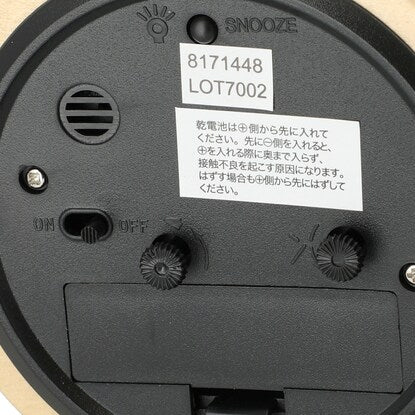 SNOOZE
8171448
LOT7002
乾電池は⊕側から先に入れて
ください。先に⊖側を入れると、
⊕を入れる際に奥まで入らず、
接触不良を起こす原因になります。
はずす場合も⊕側から先にはずして
ください。
ON OFF